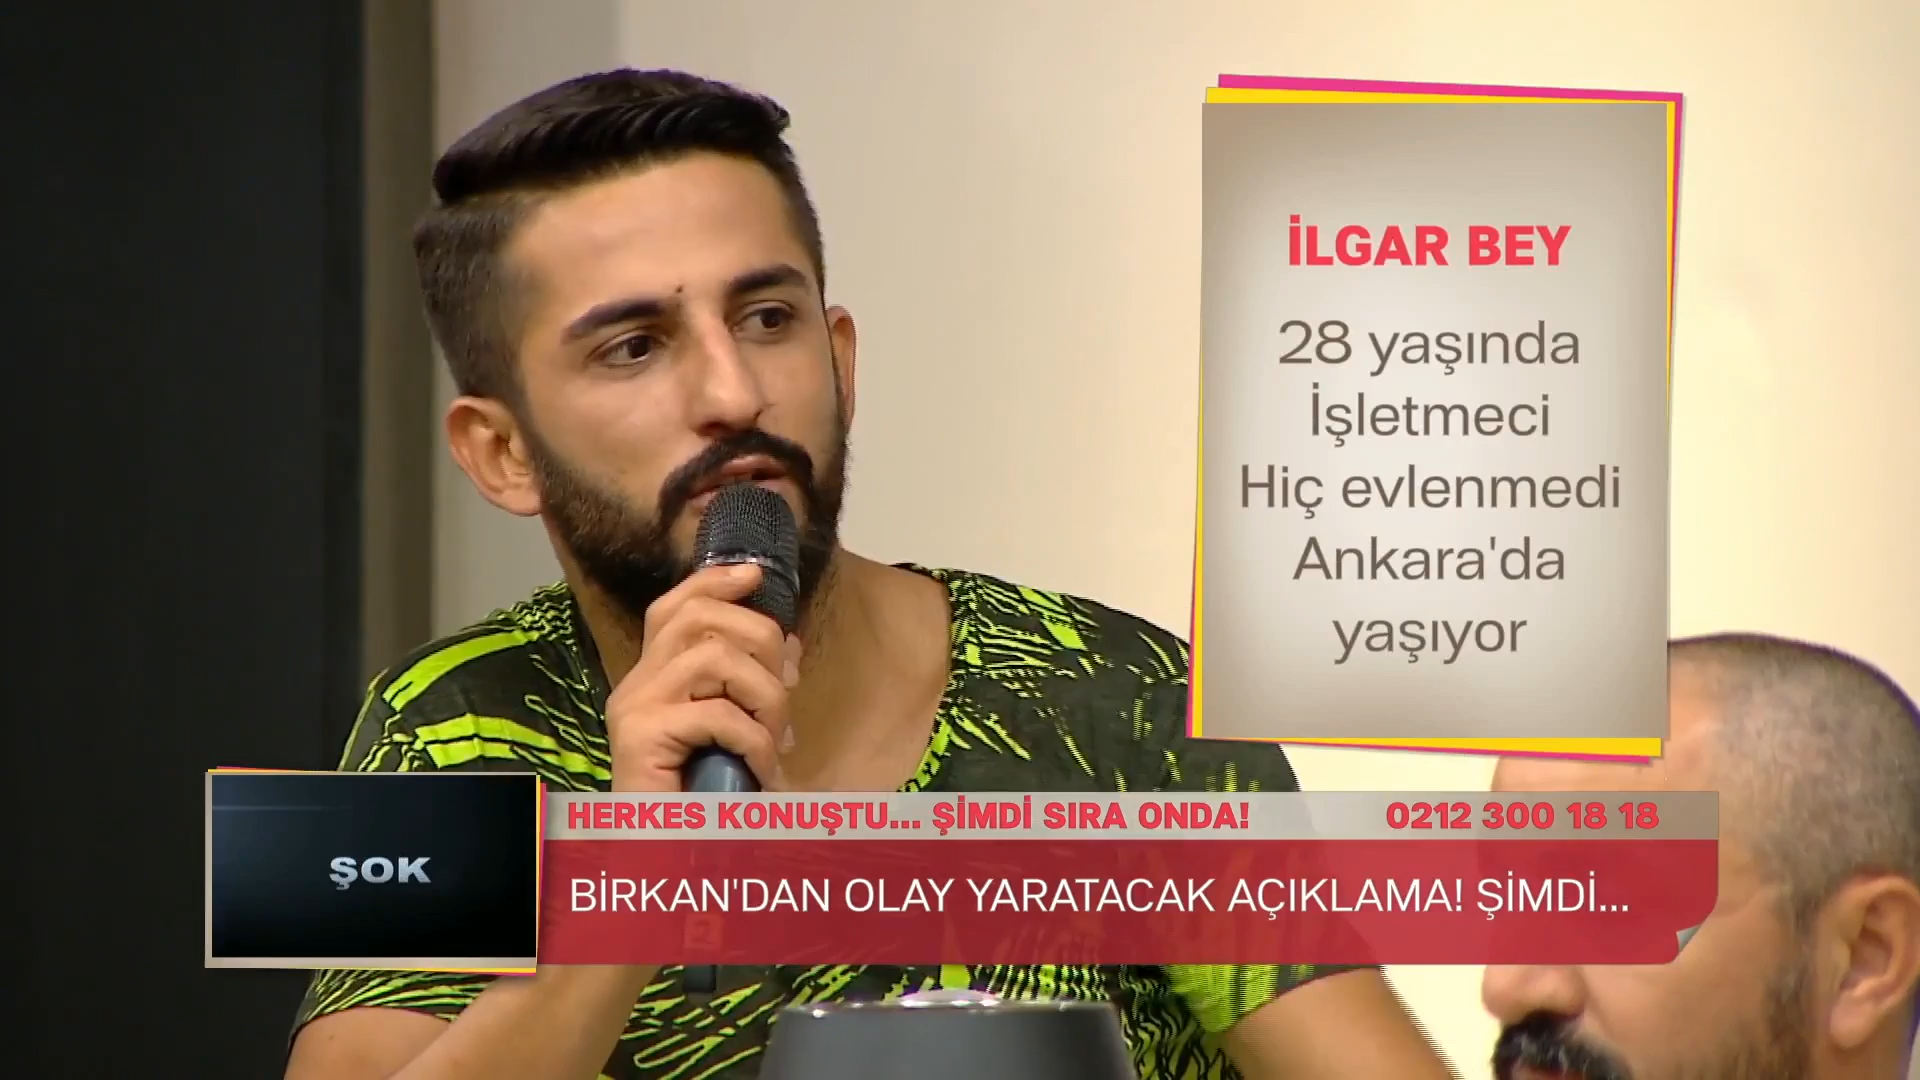 İLGAR BEY
28 yaşında
İşletmeci
Hiç evlenmedi
Ankara'da
yaşıyor
HERKES KONUŞTU... ŞİMDİ SIRA ONDA! 0212 300 18 18
ŞOK
BİRKAN'DAN OLAY YARATACAK AÇIKLAMA! ŞİMDİ...